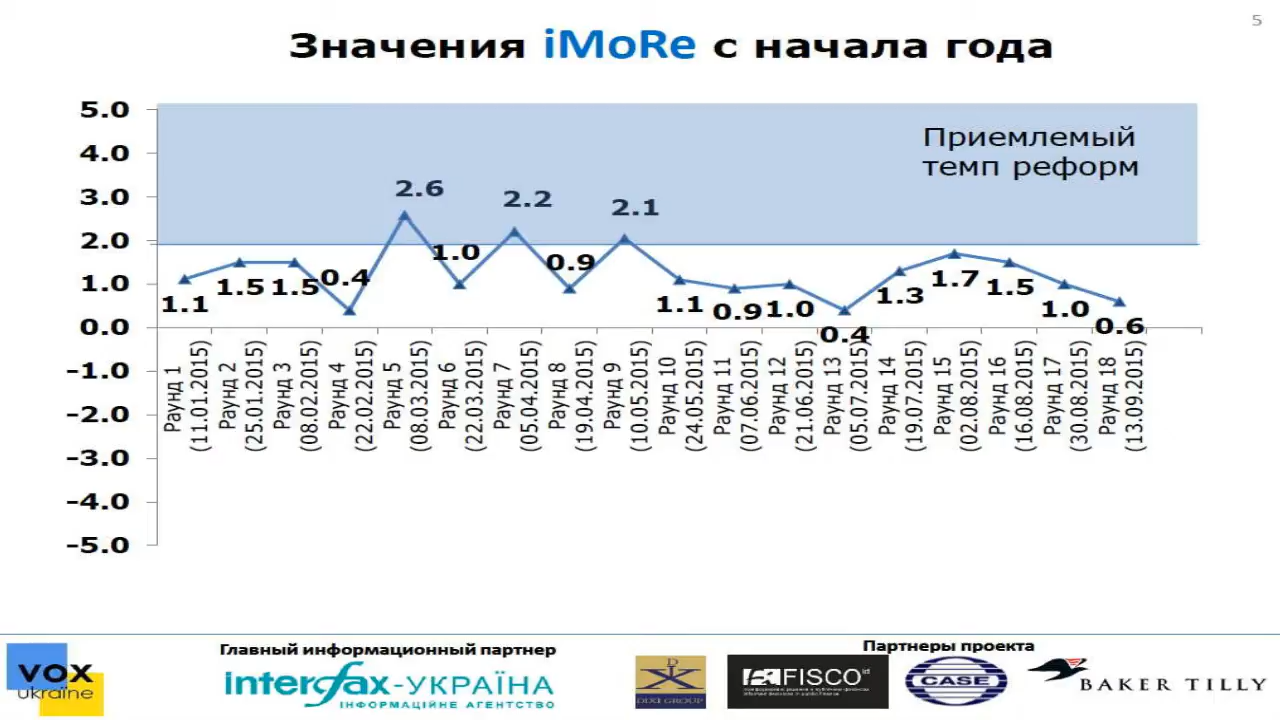 5
Значения iMoRe с начала года
5.0
4.0
3.0
2.0
1.0
0.0
-1.0
-2.0
-3.0
-4.0
-5.0
Приемлемый
темп реформ
1.1
1.5
1.5
0.4
2.6
1.0
2.2
0.9
2.1
1.1
0.9
1.0
0.4
1.3
1.7
1.5
1.0
0.6
Раунд 1
(11.01.2015)
Раунд 2
(25.01.2015)
Раунд 3
(08.02.2015)
Раунд 4
(22.02.2015)
Раунд 5
(08.03.2015)
Раунд 6
(22.03.2015)
Раунд 7
(05.04.2015)
Раунд 8
(19.04.2015)
Раунд 9
(10.05.2015)
Раунд 10
(24.05.2015)
Раунд 11
(07.06.2015)
Раунд 12
(21.06.2015)
Раунд 13
(05.07.2015)
Раунд 14
(19.07.2015)
Раунд 15
(02.08.2015)
Раунд 16
(16.08.2015)
Раунд 17
(30.08.2015)
Раунд 18
(13.09.2015)
vox
ukraine
Главный информационный партнер
interfax-УКРАЇНА
ІНФОРМАЦІЙНЕ АГЕНТСТВО
Партнеры проекта
DIXI GROUP
FISCO id
CASE
BAKER TILLY